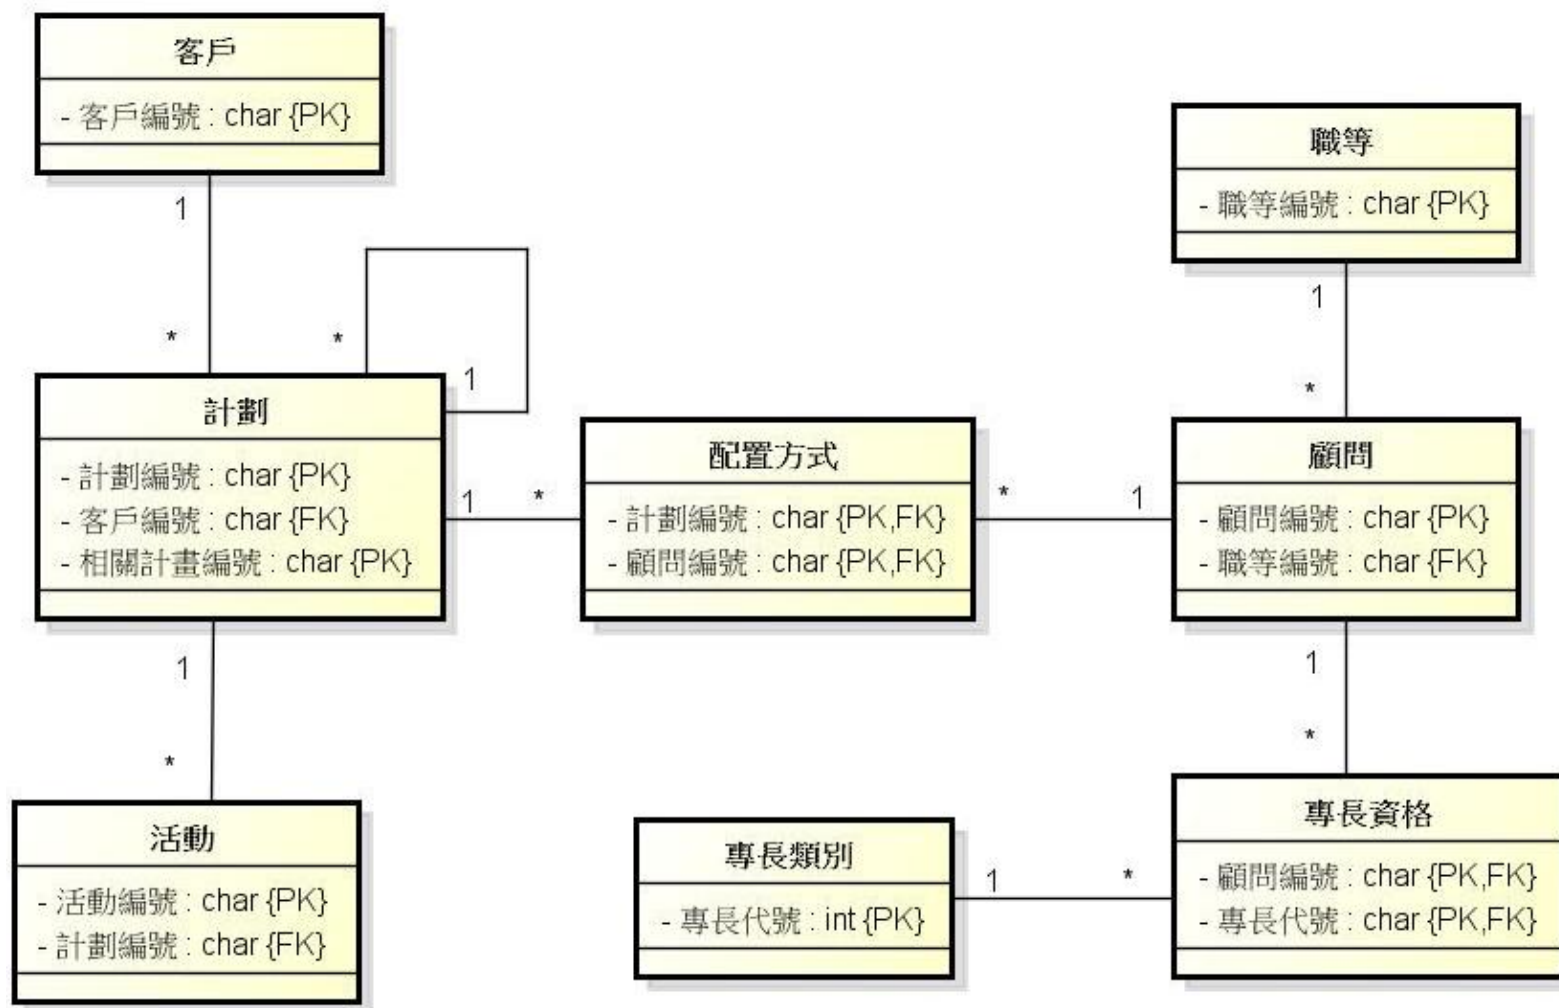 客戶
- 客戶編號 : char {PK}
1
*
*
1
計劃
- 計劃編號 : char {PK}
- 客戶編號 : char {FK}
- 相關計畫編號 : char {PK}
1
*
配置方式
- 計劃編號 : char {PK,FK}
- 顧問編號 : char {PK,FK}
*
1
職等
- 職等編號 : char {PK}
1
*
顧問
- 顧問編號 : char {PK}
- 職等編號 : char {FK}
1
*
1
*
活動
- 活動編號 : char {PK}
- 計劃編號 : char {FK}
專長類別
- 專長代號 : int {PK}
1
*
專長資格
- 顧問編號 : char {PK,FK}
- 專長代號 : char {PK,FK}